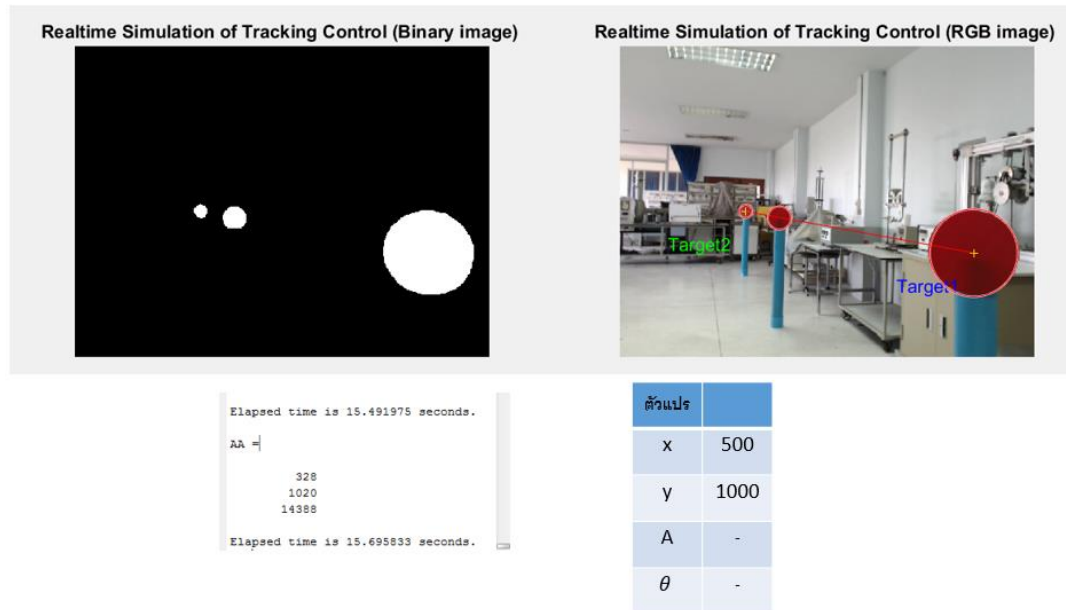 Realtime Simulation of Tracking Control (Binary image)
Realtime Simulation of Tracking Control (RGB image)
Target2
Target1
Elapsed time is 15.491975 seconds.
AA =
328
1020
14388
Elapsed time is 15.695833 seconds.
ตัวแปร
x 500
y 1000
A -
θ -